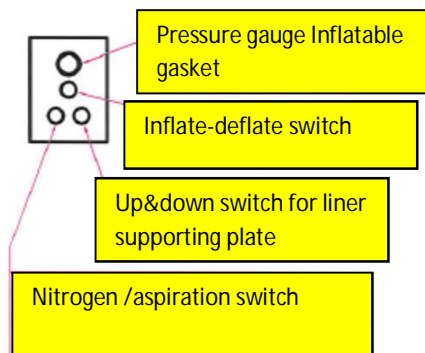 Pressure gauge Inflatable
gasket
Inflate-deflate switch
Up&down switch for liner
supporting plate
Nitrogen /aspiration switch